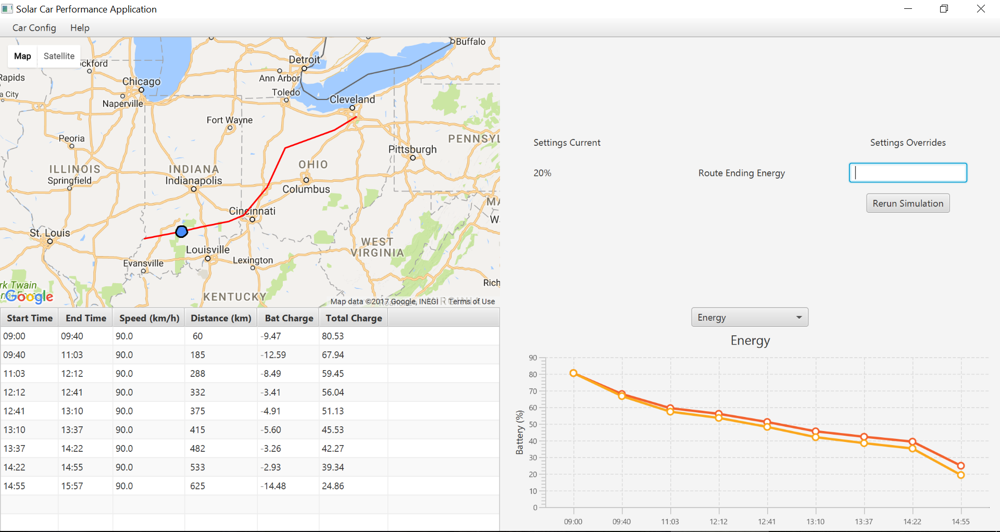 Solar Car Performance Application
Car Config Help
Map Satellite
ckford
Rapids
a City
Chicago
Naperville
Detroit
Ann Arbor
Toledo
Buffalo
Cleveland
Fort Wayne
Peoria
PENNSYL
Pittsburgh
ILLINOIS
Springfield
INDIANA
Indianapolis
OHIO
Columbus
Cincinnati
MA
W
St. Louis
Louisville
Lexington
Evansville
WEST
VIRGINIA
Rich
rk Twain
Google
KENTUCKY
Map data ©2017 Google, INEGI Terms of Use
Settings Current Settings Overrides
20% Route Ending Energy
Rerun Simulation
Start Time End Time Speed (km/h) Distance (km) Bat Charge Total Charge
09:00 09:40 90.0 60 -9.47 80.53
09:40 11:03 90.0 185 -12.59 67.94
11:03 12:12 90.0 288 -8.49 59.45
12:12 12:41 90.0 332 -3.41 56.04
12:41 13:10 90.0 375 -4.91 51.13
13:10 13:37 90.0 415 -5.60 45.53
13:37 14:22 90.0 482 -3.26 42.27
14:22 14:55 90.0 533 -2.93 39.34
14:55 15:57 90.0 625 -14.48 24.86
Energy
Energy
Battery (%)
90
80
70
60
50
40
30
20
10
0
09:00 09:40 11:03 12:12 12:41 13:10 13:37 14:22 14:55